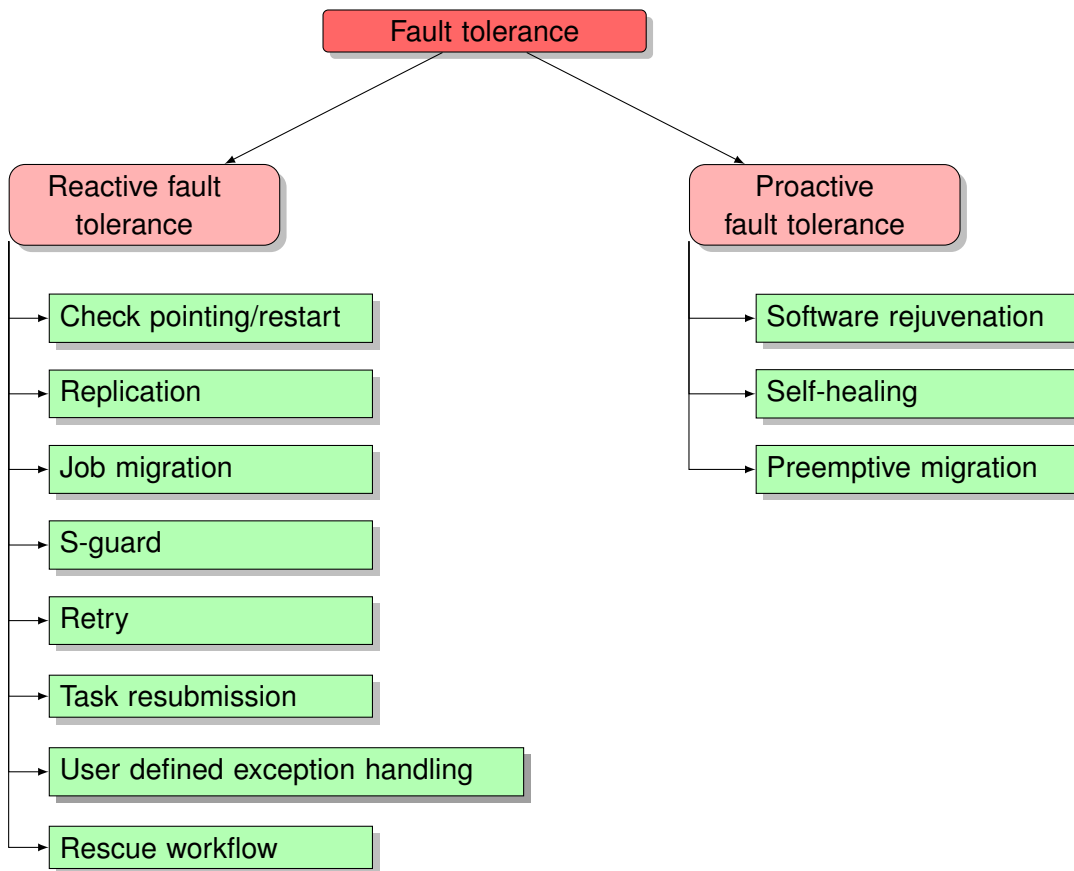 Fault tolerance
Reactive fault
tolerance
Proactive
fault tolerance
Check pointing/restart
Replication
Job migration
S-guard
Retry
Task resubmission
User defined exception handling
Rescue workflow
Software rejuvenation
Self-healing
Preemptive migration